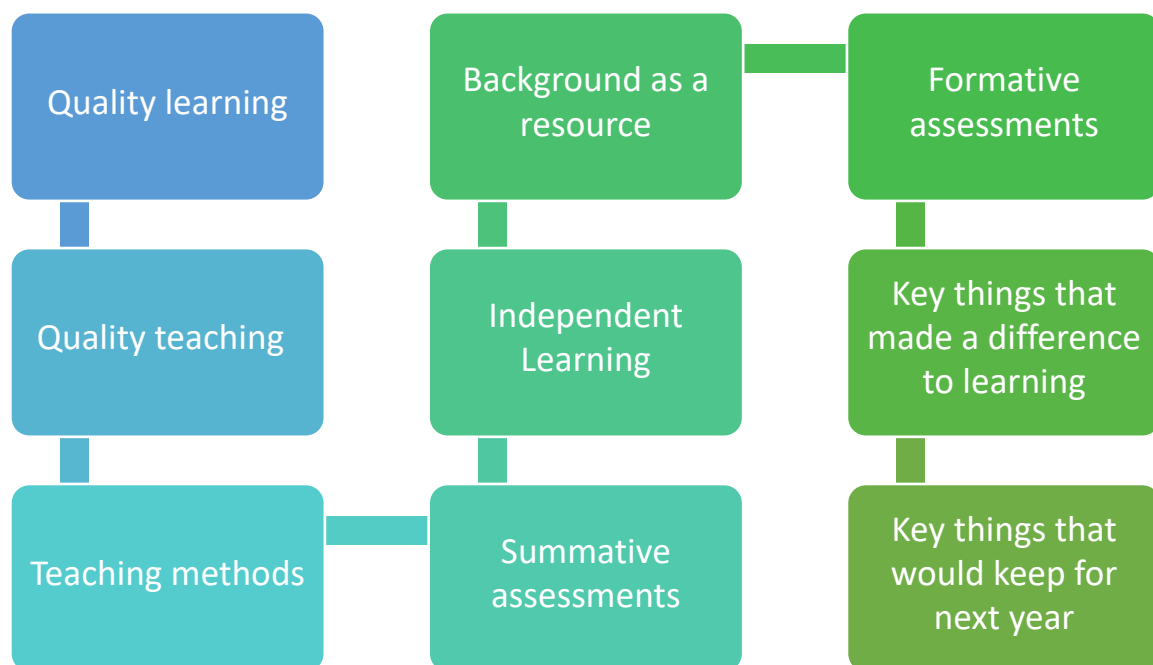 Quality learning
Quality teaching
Teaching methods
Summative
assessments
Independent
Learning
Background as a
resource
Formative
assessments
Key things that
made a difference
to learning
Key things that
would keep for
next year